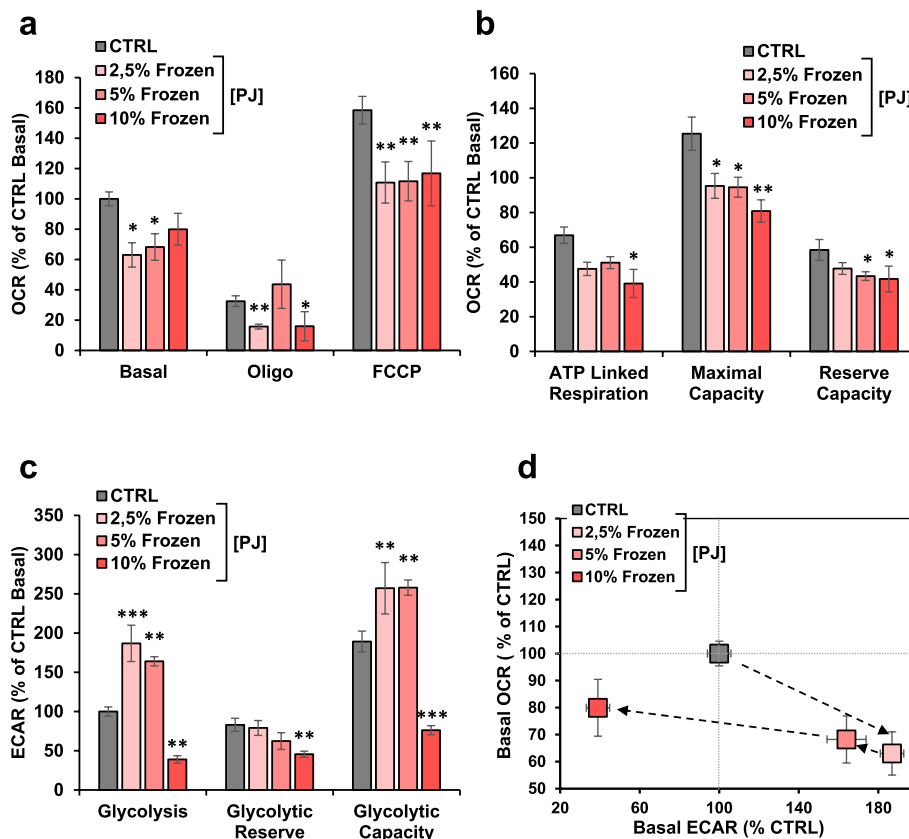 a
CTRL
2,5% Frozen
5% Frozen
10% Frozen
[PJ]
OCR (% of CTRL Basal)
180
160
140
120
100
80
60
40
20
0
* *
** *
** ** **
Basal Oligo FCCP
b
CTRL
2,5% Frozen
5% Frozen
10% Frozen
[PJ]
OCR (% of CTRL Basal)
160
140
120
100
80
60
40
20
0
*
* * **
* *
ATP Linked Respiration
Maximal Capacity
Reserve Capacity
c
CTRL
2,5% Frozen
5% Frozen
10% Frozen
[PJ]
ECAR (% of CTRL Basal)
350
300
250
200
150
100
50
0
*** ** **
**
** ** ***
Glycolysis
Glycolytic Reserve
Glycolytic Capacity
d
CTRL
2,5% Frozen
5% Frozen
10% Frozen
[PJ]
Basal OCR ( % of CTRL)
150
140
130
120
110
100
90
80
70
60
50
20 60 100 140 180
Basal ECAR (% CTRL)